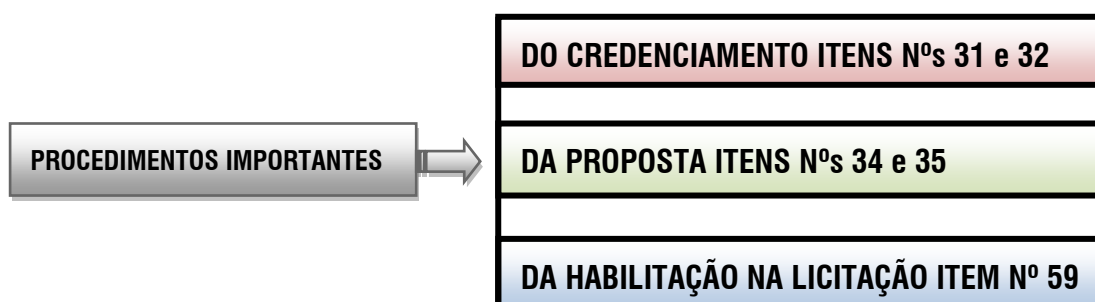 PROCEDIMENTOS IMPORTANTES
DO CREDENCIAMENTO ITENS Nºs 31 e 32
DA PROPOSTA ITENS Nºs 34 e 35
DA HABILITAÇÃO NA LICITAÇÃO ITEM Nº 59